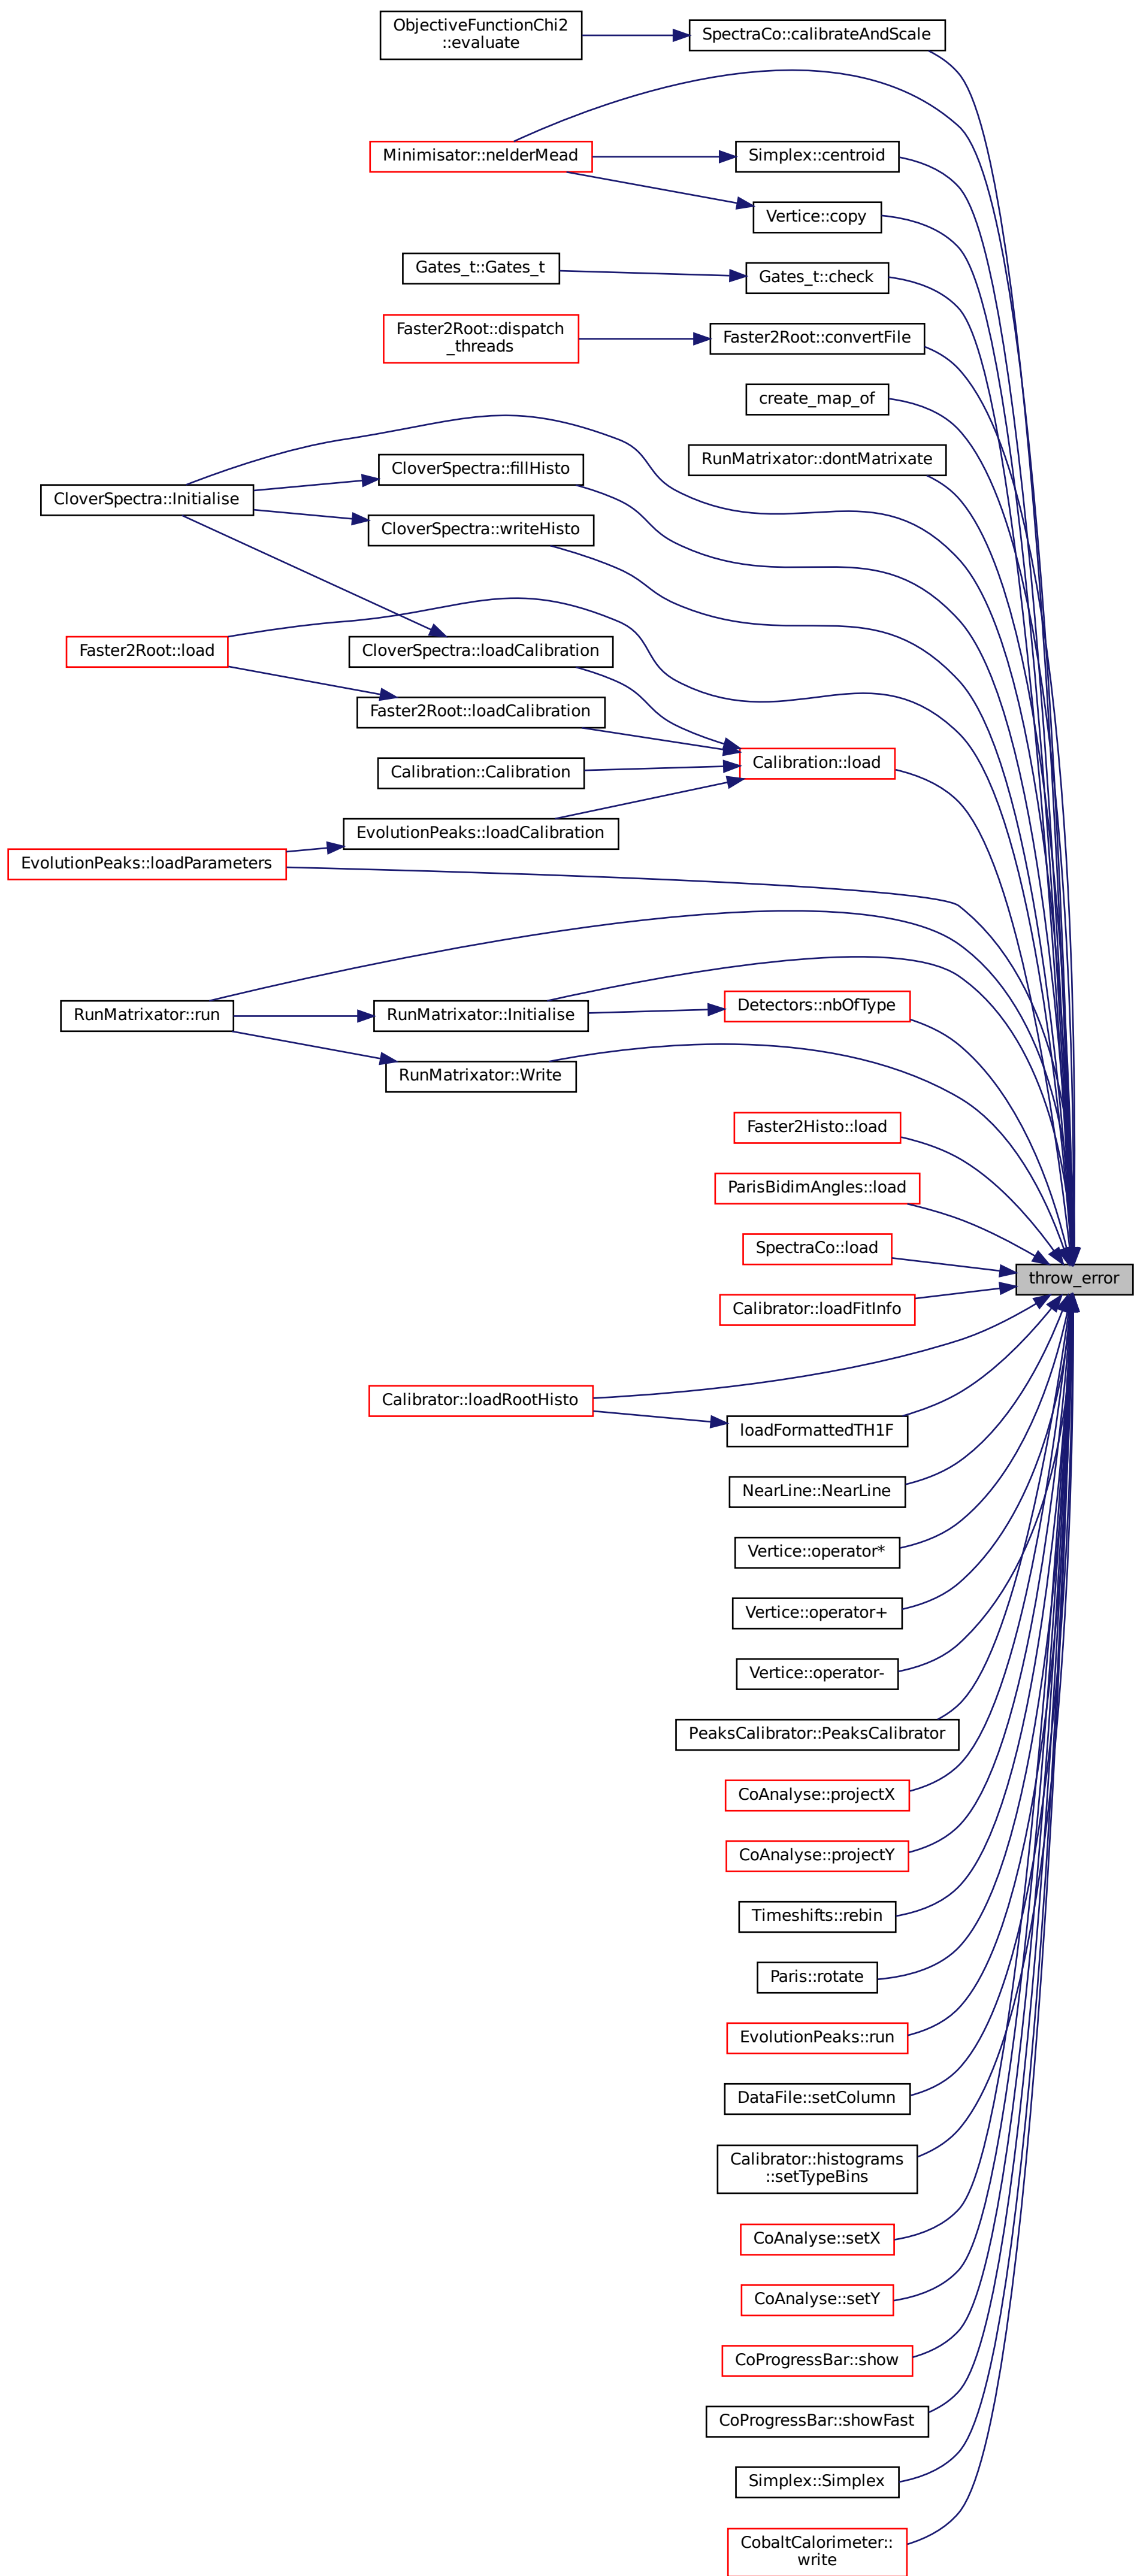 ObjectiveFunctionChi2
::evaluate
SpectraCo::calibrateAndScale
Minimisator::nelderMead
Simplex::centroid
Vertice::copy
Gates_t::Gates_t
Gates_t::check
Faster2Root::dispatch
_threads
Faster2Root::convertFile
create_map_of
RunMatrixator::dontMatrixate
CloverSpectra::Initialise
CloverSpectra::fillHisto
CloverSpectra::writeHisto
Faster2Root::load
CloverSpectra::loadCalibration
Faster2Root::loadCalibration
Calibration::Calibration
Calibration::load
EvolutionPeaks::loadCalibration
EvolutionPeaks::loadParameters
RunMatrixator::run
RunMatrixator::Initialise
Detectors::nbOfType
RunMatrixator::Write
Faster2Histo::load
ParisBidimAngles::load
SpectraCo::load
throw_error
Calibrator::loadFitInfo
Calibrator::loadRootHisto
loadFormattedTH1F
NearLine::NearLine
Vertice::operator*
Vertice::operator+
Vertice::operator-
PeaksCalibrator::PeaksCalibrator
CoAnalyse::projectX
CoAnalyse::projectY
Timeshifts::rebin
Paris::rotate
EvolutionPeaks::run
DataFile::setColumn
Calibrator::histograms
::setTypeBins
CoAnalyse::setX
CoAnalyse::setY
CoProgressBar::show
CoProgressBar::showFast
Simplex::Simplex
CobaltCalorimeter::
write